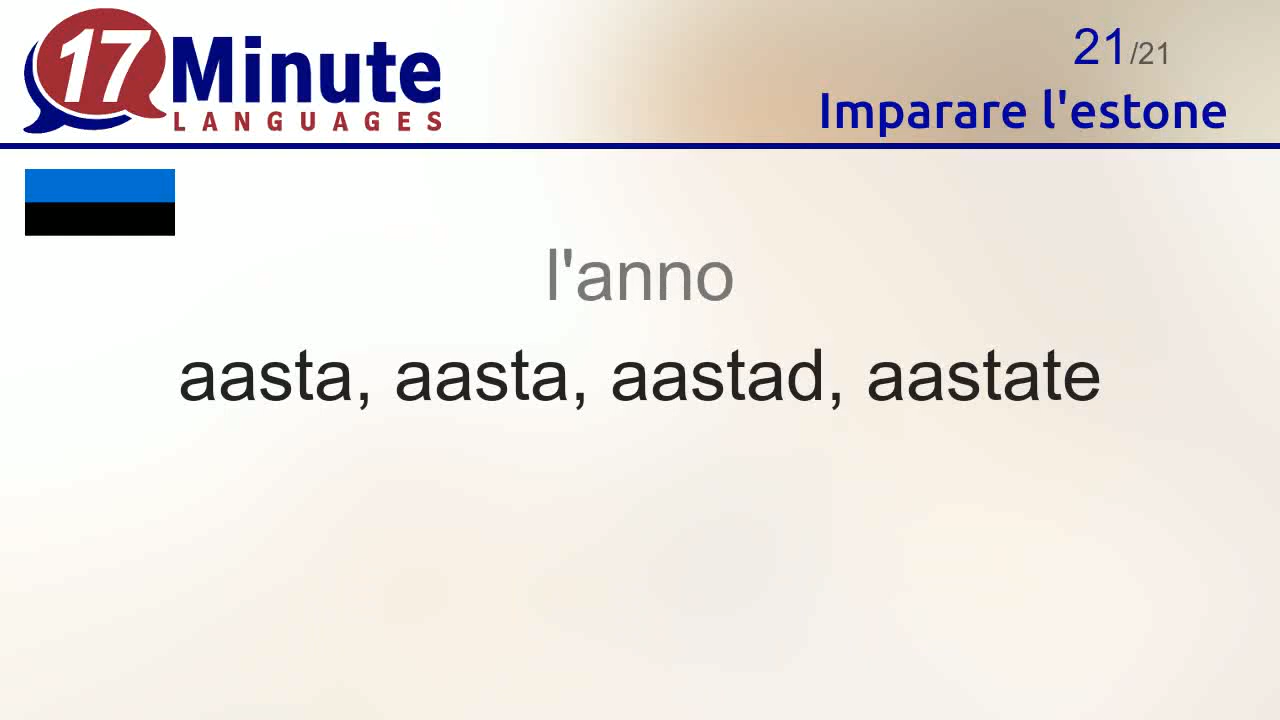 17 Minute
LANGUAGES
21/21
Imparare l'estone
l'anno
aasta, aasta, aastad, aastate